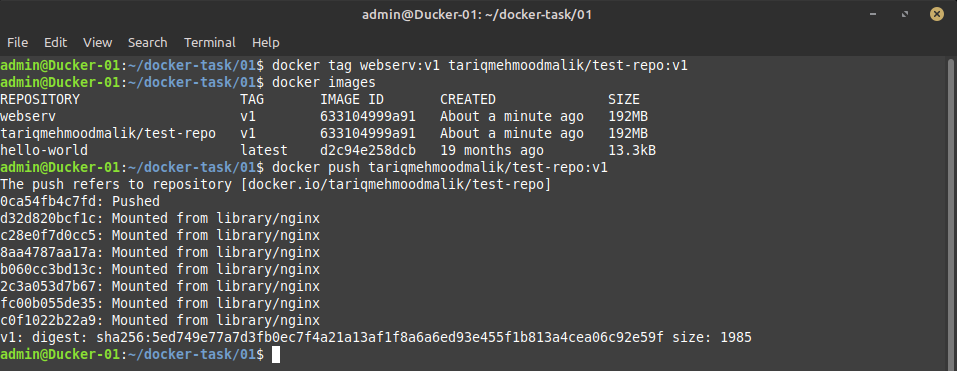 admin@Ducker-01: ~/docker-task/01
File Edit View Search Terminal Help
admin@Ducker-01:~/docker-task/01$ docker tag webserv:v1 tariqmehmoodmalik/test-repo:v1
admin@Ducker-01:~/docker-task/01$ docker images
REPOSITORY TAG IMAGE ID CREATED SIZE
webserv v1 633104999a91 About a minute ago 192MB
tariqmehmoodmalik/test-repo v1 633104999a91 About a minute ago 192MB
hello-world latest d2c94e258dcb 19 months ago 13.3kB
admin@Ducker-01:~/docker-task/01$ docker push tariqmehmoodmalik/test-repo:v1
The push refers to repository [docker.io/tariqmehmoodmalik/test-repo]
0ca54fb4c7fd: Pushed
d32d820bcf1c: Mounted from library/nginx
c28e0f7d0cc5: Mounted from library/nginx
8aa4787aa17a: Mounted from library/nginx
b060cc3bd13c: Mounted from library/nginx
2c3a053d7b67: Mounted from library/nginx
fc00b055de35: Mounted from library/nginx
c0f1022b22a9: Mounted from library/nginx
v1: digest: sha256:5ed749e77a7d3fb0ec7f4a21a13af1f8a6a6ed93e455f1b813a4cea06c92e59f size: 1985
admin@Ducker-01:~/docker-task/01$